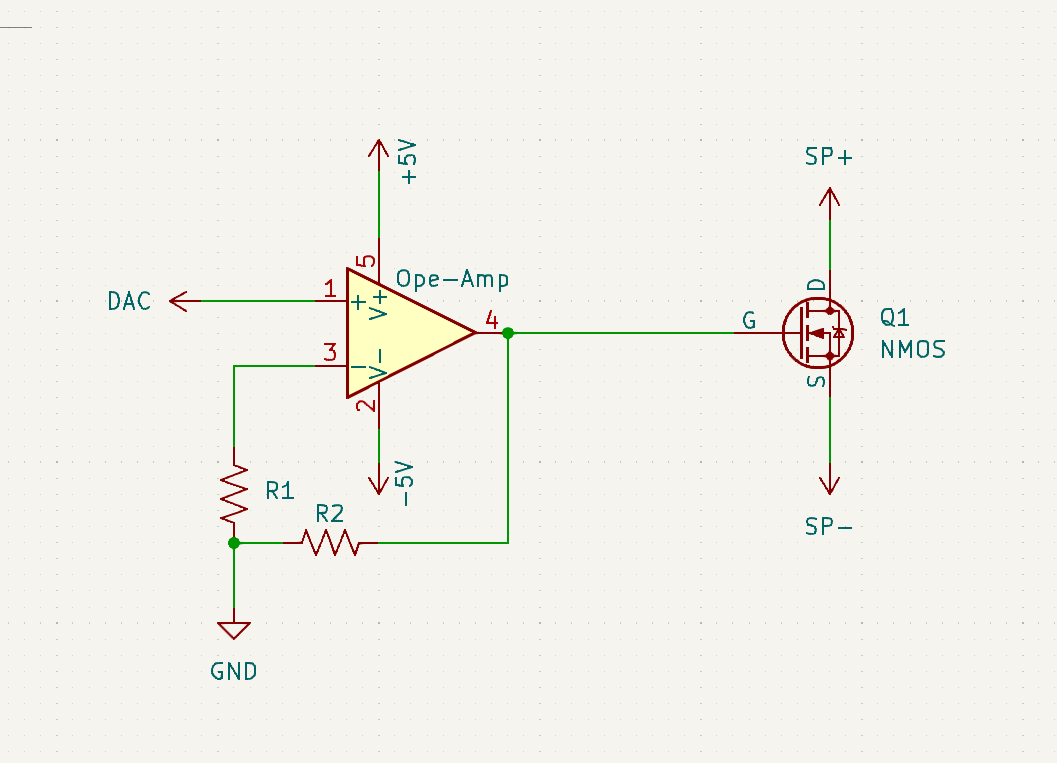 +5V
SP+
5
Ope-Amp
D
DAC
1
+
V+
4
G
Q1
3
-
V-
NMOS
2
S
-5V
R1
R2
SP-
GND